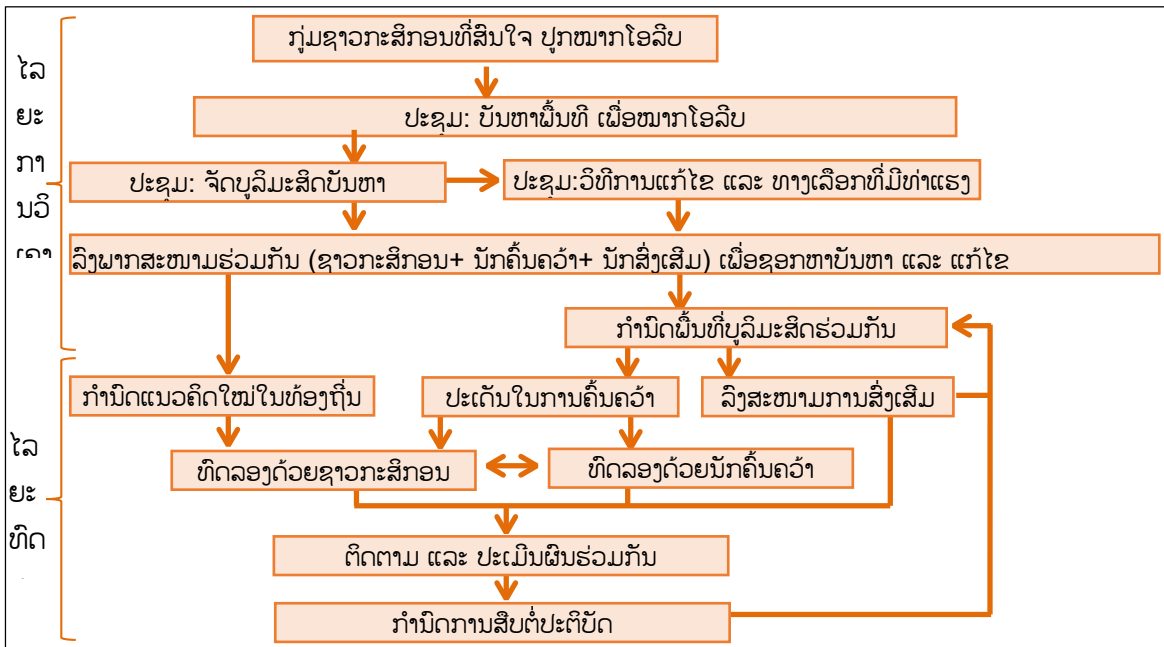 ກຸ່ມຊາວກະສິກອນທີ່ສົນໃຈ ປູກໝາກໂອລີບ
ປະຊຸມ: ບັນຫາພື້ນທີ ເພື່ອໝາກໂອລີບ
ປະຊຸມ: ຈັດບູລິມະສິດບັນຫາ
ປະຊຸມ:ວິທີການແກ້ໄຂ ແລະ ທາງເລືອກທີ່ມີທ່າແຮງ
ລົງພາກສະໜາມຮ່ວມກັນ (ຊາວກະສິກອນ+ ນັກຄົ້ນຄວ້າ+ ນັກສົ່ງເສີມ) ເພື່ອຊອກຫາບັນຫາ ແລະ ແກ້ໄຂ
ກໍານົດພື້ນທີ່ບູລິມະສິດຮ່ວມກັນ
ໄລ
ຍະ
ກາ
ນວິ
ກໍານົດແນວຄິດໃໝ່ໃນທ້ອງຖີ່ນ
ປະເດັນໃນການຄົ້ນຄວ້າ
ລົງສະໜາມການສົ່ງເສີມ
ທົດລອງດ້ວຍຊາວກະສິກອນ
ທົດລອງດ້ວຍນັກຄົ້ນຄວ້າ
ຕິດຕາມ ແລະ ປະເມີນຜົນຮ່ວມກັນ
ກໍານົດການສືບຕໍ່ປະຕິບັດ
ໄລ
ຍະ
ທົດ